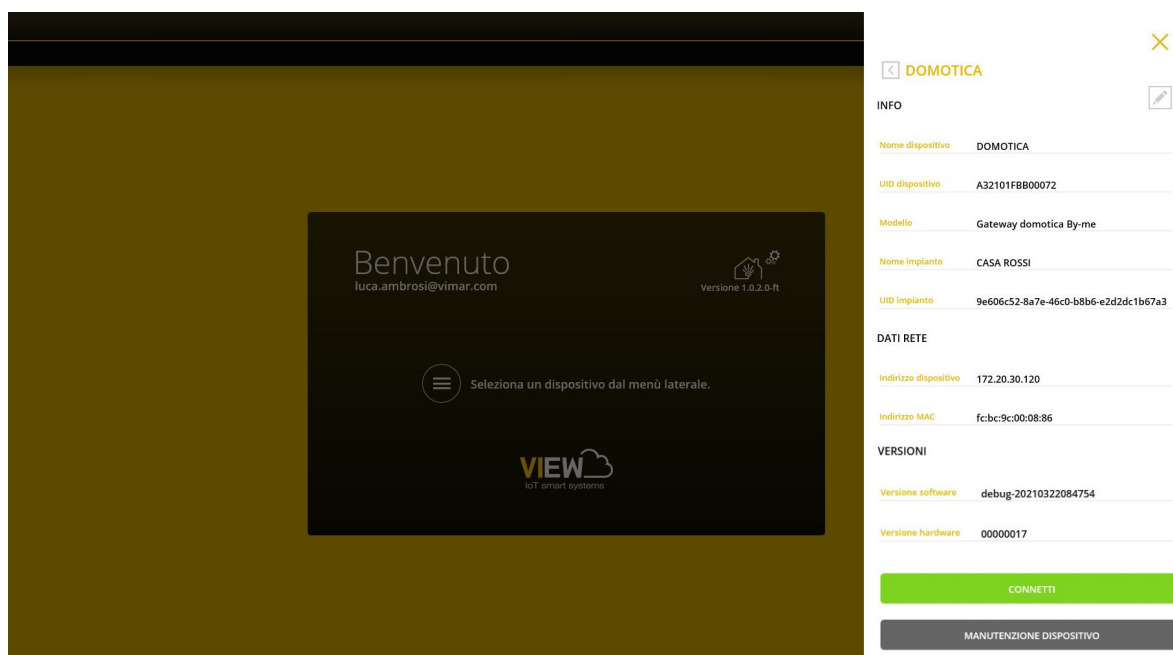 DOMOTICA
INFO
Nome dispositivo DOMOTICA
UID dispositivo A32101FBB00072
Modello Gateway domotica By-me
Nome impianto CASA ROSSI
UID impianto 9e606c52-8a7e-46c0-b8b6-e2d2dc1b67a3
DATI RETE
Indirizzo dispositivo 172.20.30.120
Indirizzo MAC fc:bc:9c:00:08:86
VERSIONI
Versione software debug-20210322084754
Versione hardware 00000017
CONNETTI
MANUTENZIONE DISPOSITIVO
Benvenuto
luca.ambrosi@vimar.com
Versione 1.0.2.0-ft
Seleziona un dispositivo dal menù laterale.
VIEW
IoT smart systems